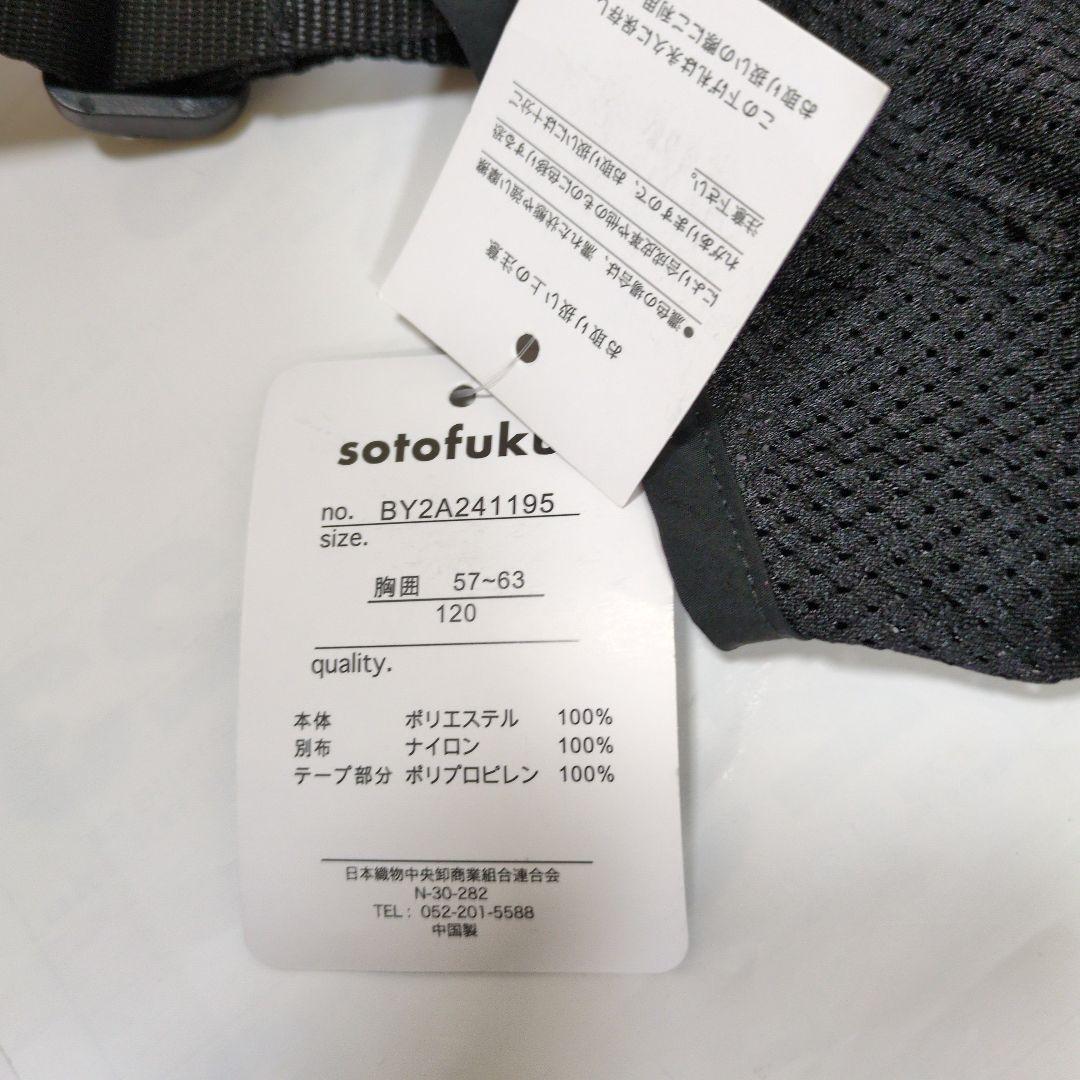 お取り扱い上の注意
●濃色の場合は、濡れた状態や強い摩擦
により合成皮革や他のものに色移りする恐
れがありますので、お取り扱いには十分ご
注意下さい。
この下げ札は永久に保存し
お取り扱いの際にご利用
sotofuku
no. BY2A241195
size.
胸囲 57~63
120
quality.
本体 ポリエステル 100%
別布 ナイロン 100%
テープ部分 ポリプロピレン 100%
日本織物中央卸商業組合連合会
N-30-282
TEL: 052-201-5588
中国製